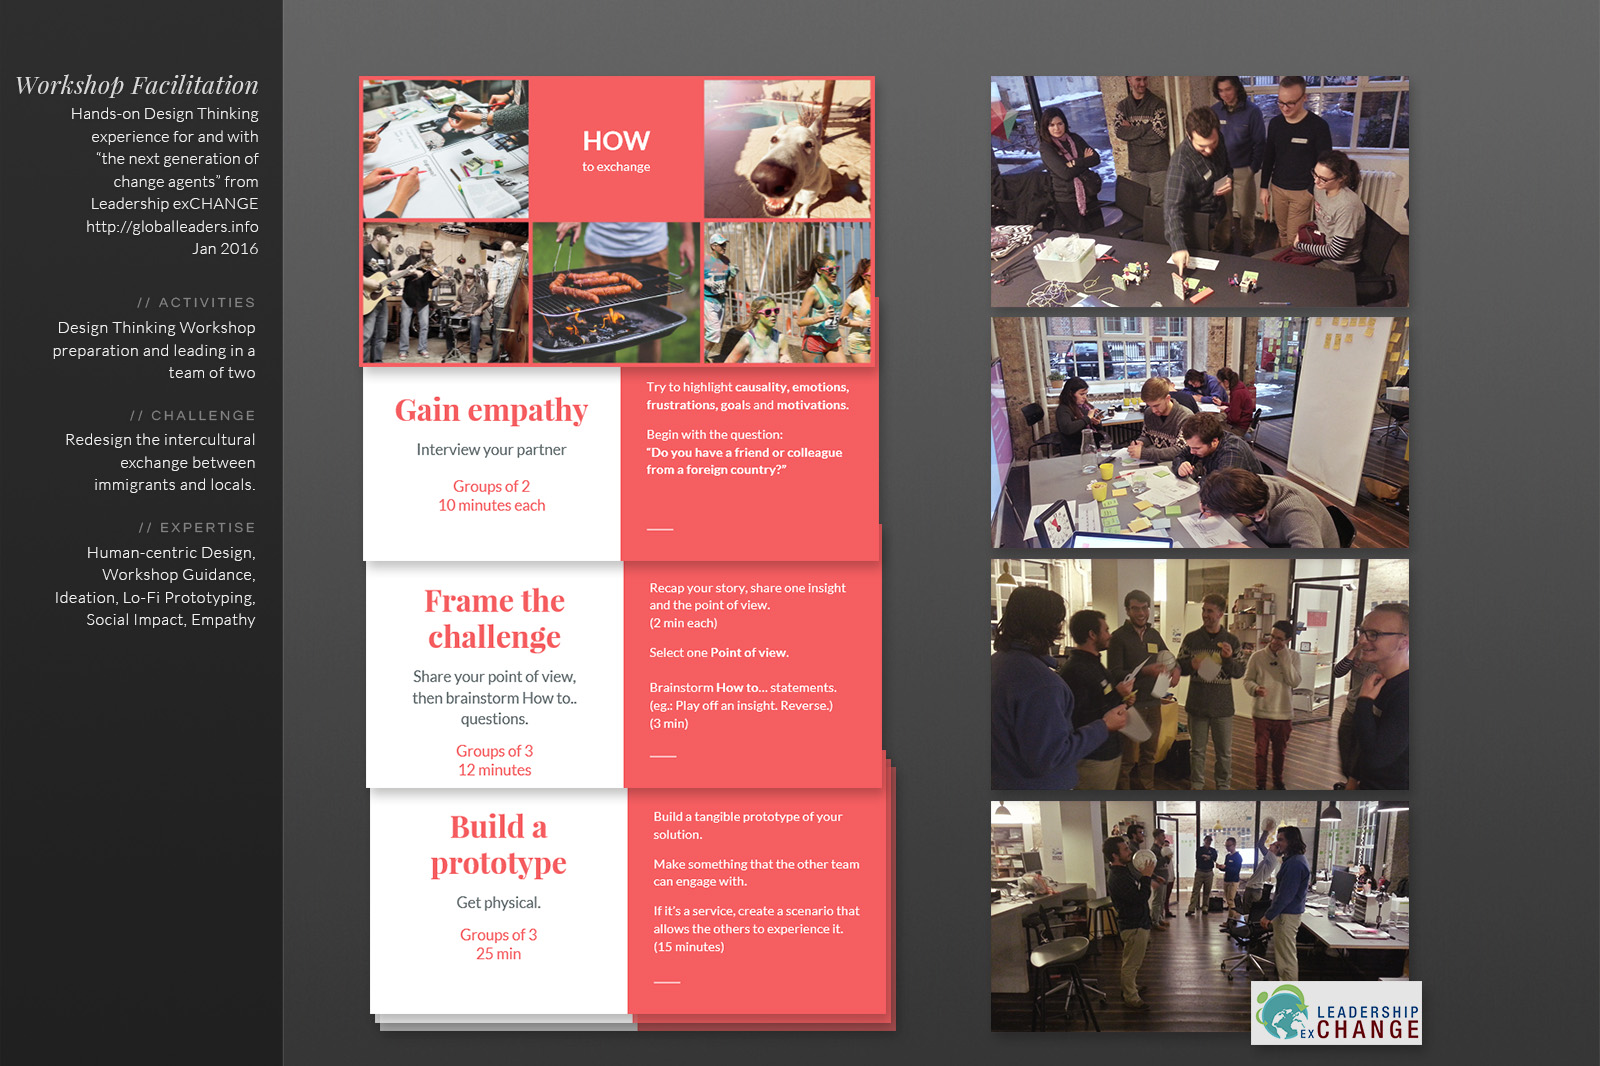 Workshop Facilitation
Hands-on Design Thinking
experience for and with
“the next generation of
change agents” from
Leadership exCHANGE
http://globalleaders.info
Jan 2016
// ACTIVITIES
Design Thinking Workshop
preparation and leading in a
team of two
// CHALLENGE
Redesign the intercultural
exchange between
immigrants and locals.
// EXPERTISE
Human-centric Design,
Workshop Guidance,
Ideation, Lo-Fi Prototyping,
Social Impact, Empathy
HOW
to exchange
Gain empathy
Interview your partner
Groups of 2
10 minutes each
Try to highlight causality, emotions,
frustrations, goals and motivations.
Begin with the question:
“Do you have a friend or colleague
from a foreign country?”
Frame the
challenge
Share your point of view,
then brainstorm How to..
questions.
Groups of 3
12 minutes
Recap your story, share one insight
and the point of view.
(2 min each)
Select one Point of view.
Brainstorm How to... statements.
(eg.: Play off an insight. Reverse.)
(3 min)
Build a
prototype
Get physical.
Groups of 3
25 min
Build a tangible prototype of your
solution.
Make something that the other team
can engage with.
If it's a service, create a scenario that
allows the others to experience it.
(15 minutes)
LEADERSHIP
exCHANGE